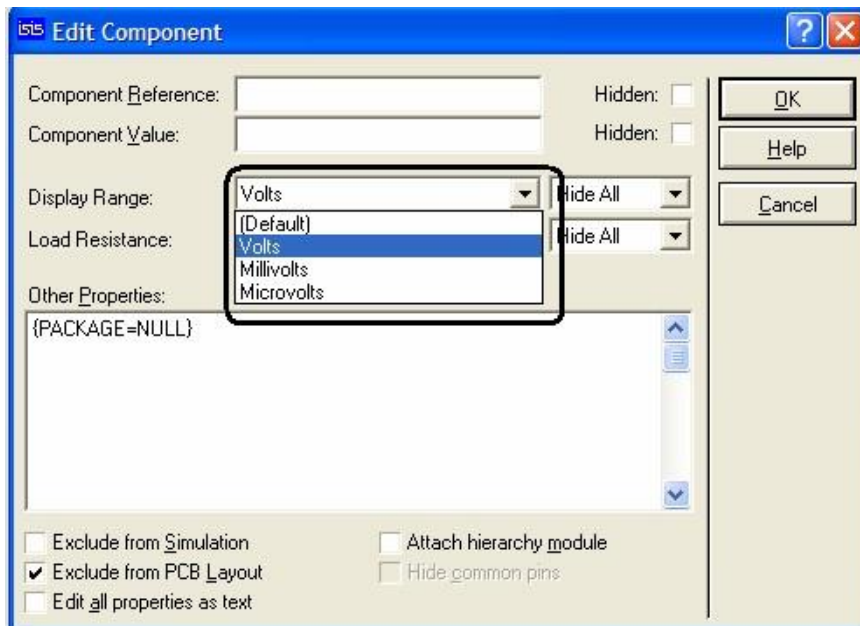 isis Edit Component
Component Reference: Hidden:
OK
Component Value: Hidden:
Help
Display Range: Volts Hide All
Cancel
(Default)
Load Resistance: Volts Hide All
Millivolts
Microvolts
Other Properties:
{PACKAGE=NULL}
Exclude from Simulation Attach hierarchy module
Exclude from PCB Layout Hide common pins
Edit all properties as text